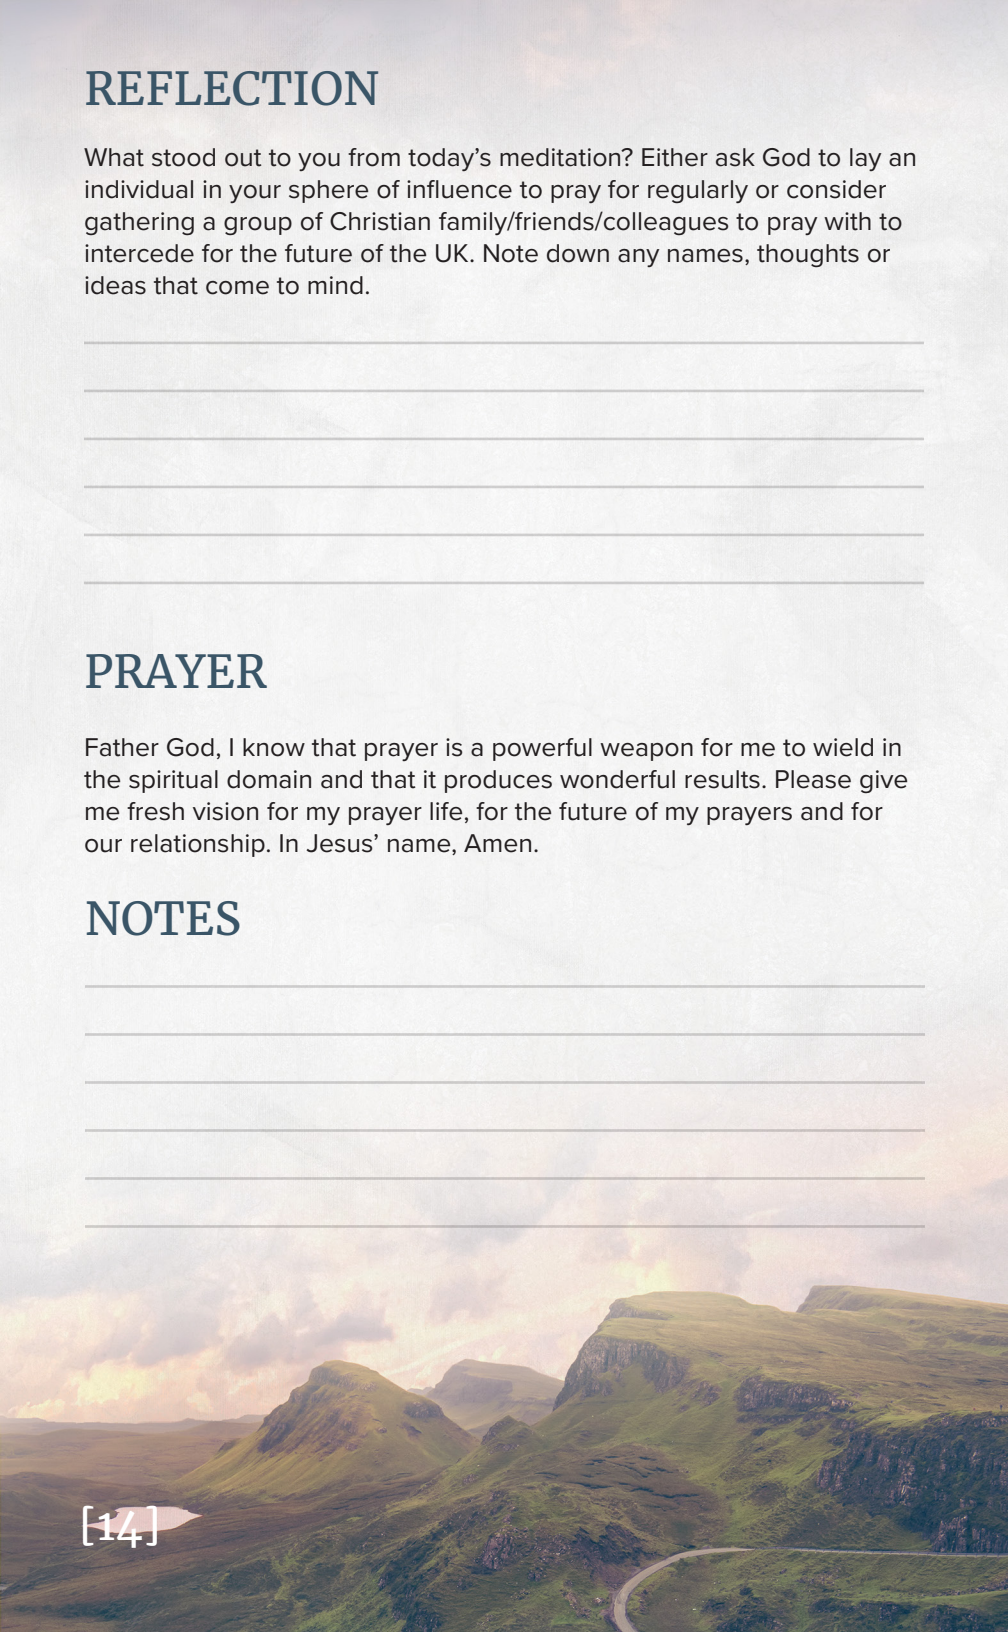 REFLECTION
What stood out to you from today’s meditation? Either ask God to lay an
individual in your sphere of influence to pray for regularly or consider
gathering a group of Christian family/friends/colleagues to pray with to
intercede for the future of the UK. Note down any names, thoughts or
ideas that come to mind.
PRAYER
Father God, I know that prayer is a powerful weapon for me to wield in
the spiritual domain and that it produces wonderful results. Please give
me fresh vision for my prayer life, for the future of my prayers and for
our relationship. In Jesus’ name, Amen.
NOTES
[14]